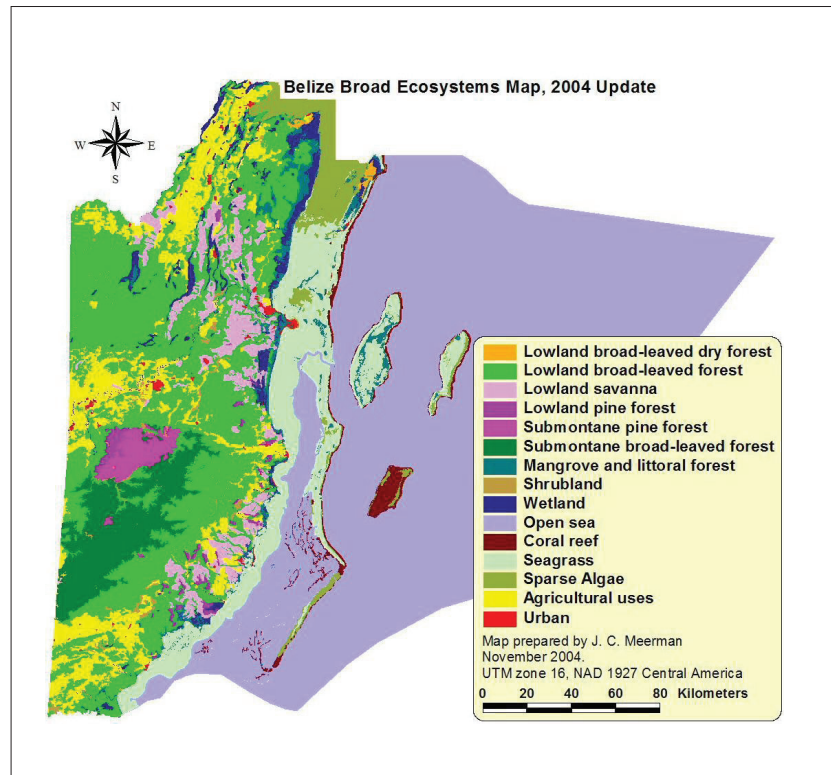 Belize Broad Ecosystems Map, 2004 Update
N
W E
S
Lowland broad-leaved dry forest
Lowland broad-leaved forest
Lowland savanna
Lowland pine forest
Submontane pine forest
Submontane broad-leaved forest
Mangrove and littoral forest
Shrubland
Wetland
Open sea
Coral reef
Seagrass
Sparse Algae
Agricultural uses
Urban
Map prepared by J. C. Meerman
November 2004.
UTM zone 16, NAD 1927 Central America
0 20 40 60 80 Kilometers